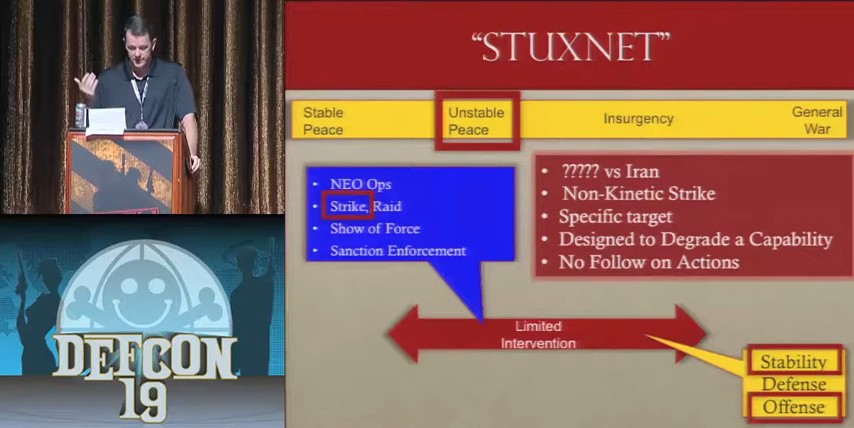 "STUXNET"
Stable Peace
Unstable Peace
Insurgency
General War
• NEO Ops
• Strike, Raid
• Show of Force
• Sanction Enforcement
• ????? vs Iran
• Non-Kinetic Strike
• Specific target
• Designed to Degrade a Capability
• No Follow on Actions
Limited
Intervention
Stability
Defense
Offense
DEFCON
19